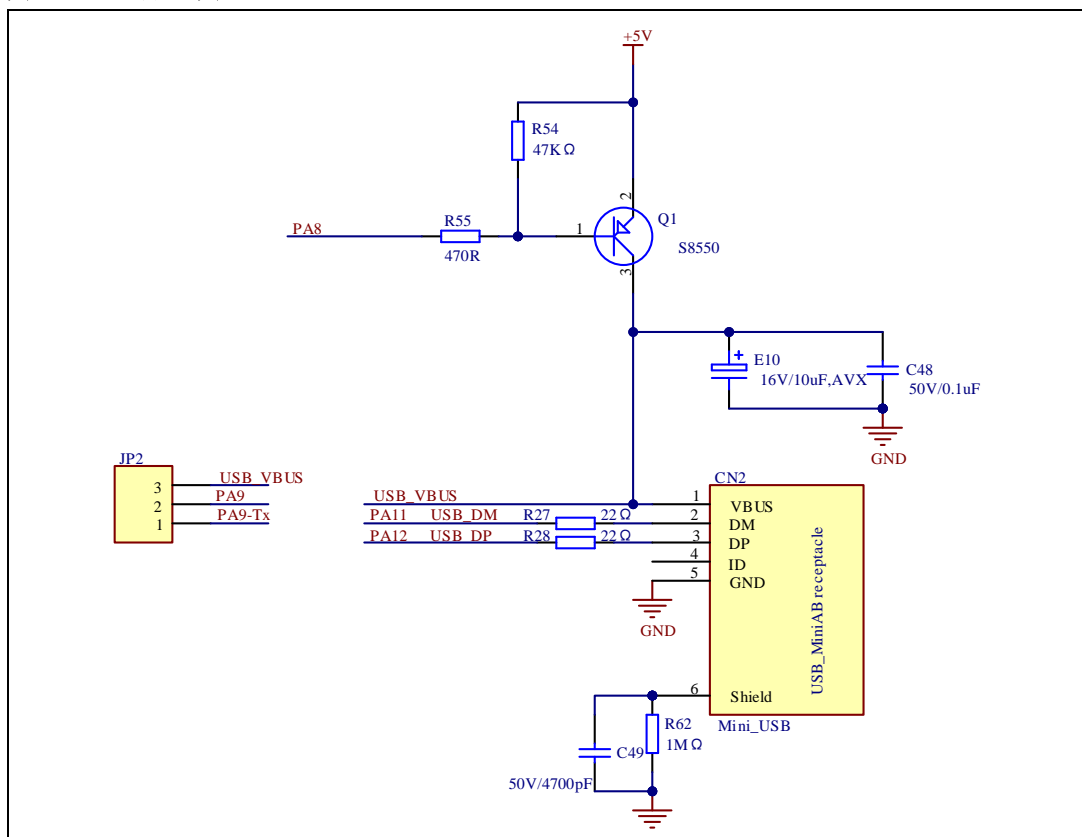 +5V
R54
47KΩ
2
PA8
R55
470R
1
Q1
S8550
3
E10
16V/10uF,AVX
C48
50V/0.1uF
GND
JP2
3
USB_VBUS
2
PA9
1
PA9-Tx
CN2
USB_VBUS
1
VBUS
PA11
USB_DM
R27
22Ω
2
DM
PA12
USB_DP
R28
22Ω
3
DP
4
ID
5
GND
GND
USB_MiniAB receptacle
6
Shield
Mini_USB
R62
1MΩ
C49
50V/4700pF